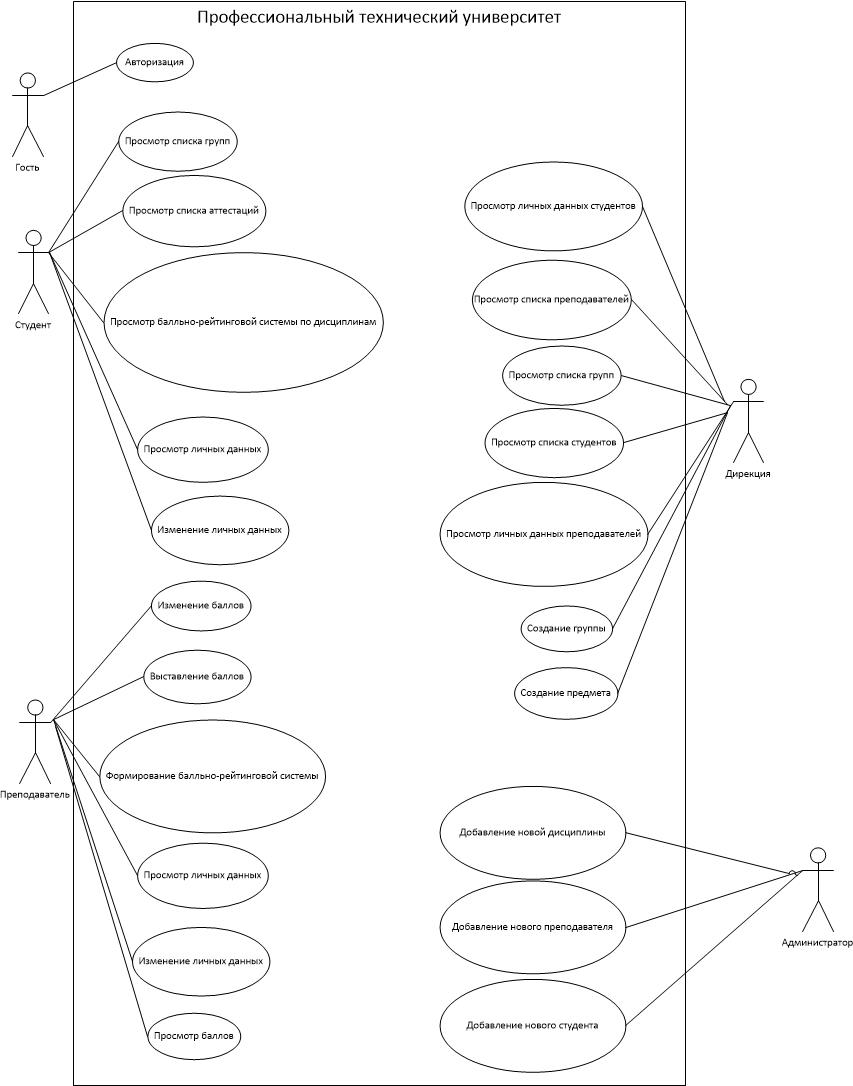 Профессиональный технический университет
Авторизация
Гость
Просмотр списка групп
Просмотр списка аттестаций
Просмотр балльно-рейтинговой системы по дисциплинам
Студент
Просмотр личных данных
Изменение личных данных
Изменение баллов
Выставление баллов
Формирование балльно-рейтинговой системы
Преподаватель
Просмотр личных данных
Изменение личных данных
Просмотр баллов
Просмотр личных данных студентов
Просмотр списка преподавателей
Просмотр списка групп
Просмотр списка студентов
Дирекция
Просмотр личных данных преподавателей
Создание группы
Создание предмета
Добавление новой дисциплины
Добавление нового преподавателя
Администратор
Добавление нового студента